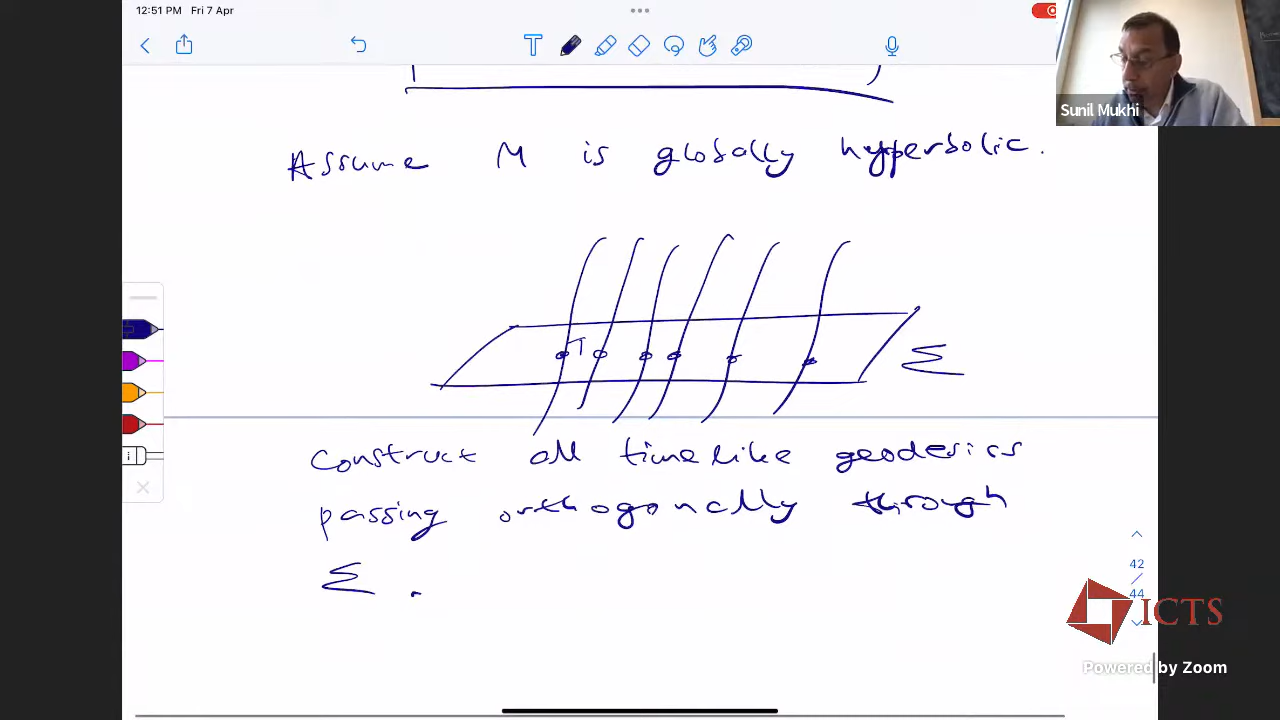 12:51 PM Fri 7 Apr
Sunil Mukhi
Assume M is globally hyperbolic.
Σ
Construct all timelike geodesics
passing orthogonally through
Σ.
42
/
44
ICTS
Powered by Zoom